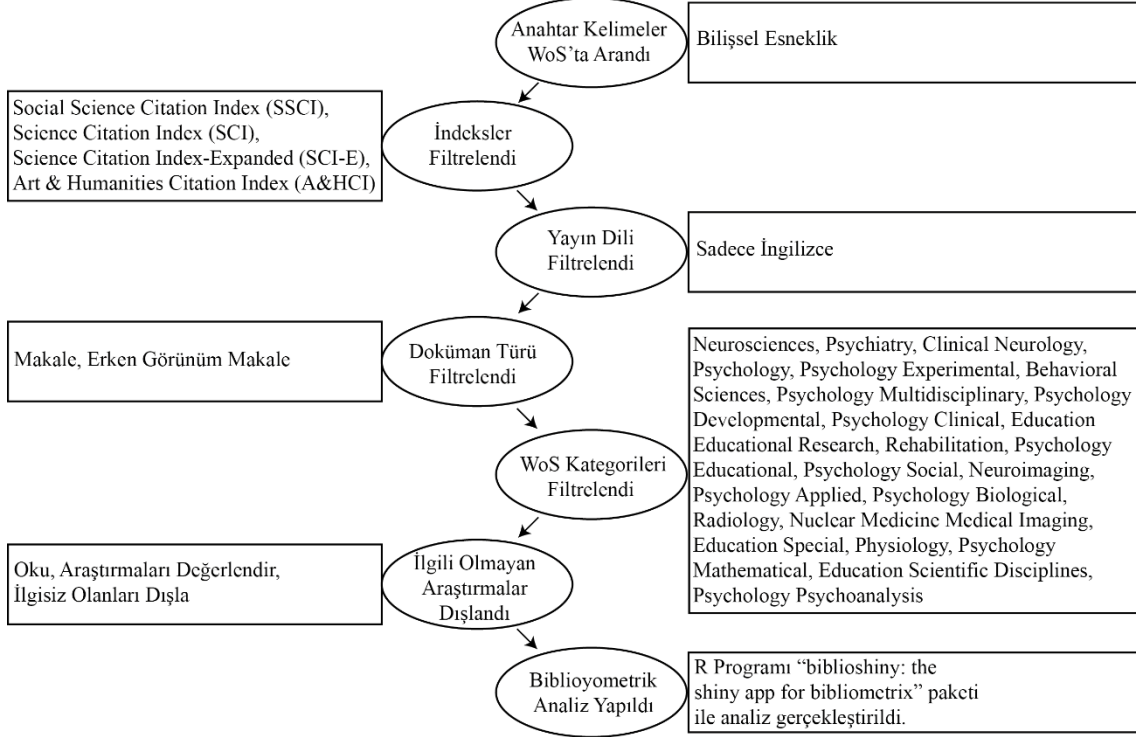 Anahtar Kelimeler
WoS'ta Arandı
Bilişsel Esneklik
Social Science Citation Index (SSCI),
Science Citation Index (SCI),
Science Citation Index-Expanded (SCI-E),
Art & Humanities Citation Index (A&HCI)
İndeksler
Filtrelendi
Yayın Dili
Filtrelendi
Sadece İngilizce
Makale, Erken Görünüm Makale
Doküman Türü
Filtrelendi
WoS Kategorileri
Filtrelendi
Neurosciences, Psychiatry, Clinical Neurology,
Psychology, Psychology Experimental, Behavioral
Sciences, Psychology Multidisciplinary, Psychology
Developmental, Psychology Clinical, Education
Educational Research, Rehabilitation, Psychology
Educational, Psychology Social, Neuroimaging,
Psychology Applied, Psychology Biological,
Radiology, Nuclear Medicine Medical Imaging,
Education Special, Physiology, Psychology
Mathematical, Education Scientific Disciplines,
Psychology Psychoanalysis
Oku, Araştırmaları Değerlendir,
İlgisiz Olanları Dışla
İlgili Olmayan
Araştırmalar
Dışlandı
Biblioyometrik
Analiz Yapıldı
R Programı “biblioshiny: the
shiny app for bibliometrix” paketi
ile analiz gerçekleştirildi.